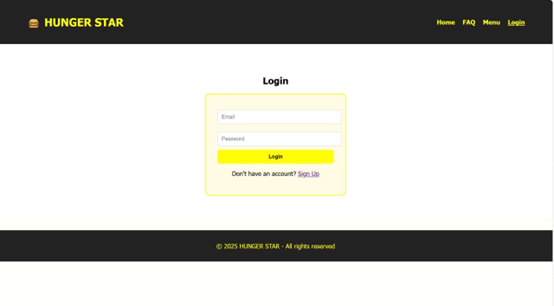 HUNGER STAR
Home FAQ Menu Login
Login
Email
Password
Login
Don't have an account? Sign Up
© 2025 HUNGER STAR - All rights reserved